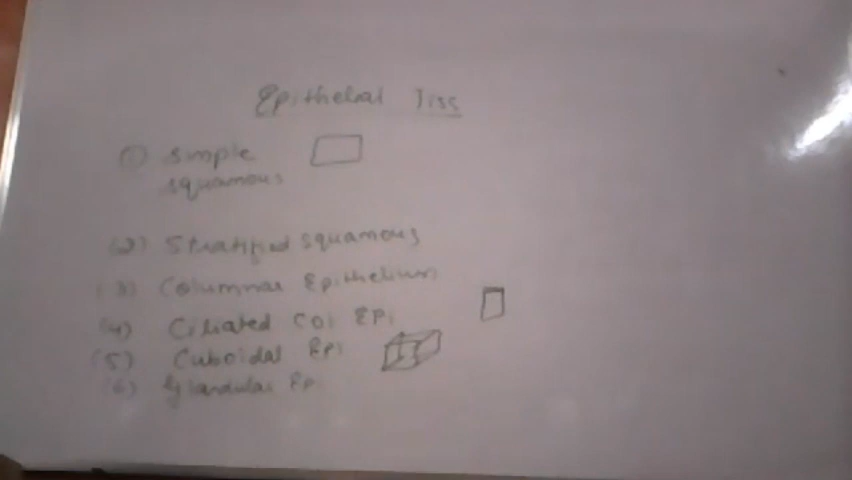 Epithelial Tiss
(1) simple
squamous
(2) Stratified squamous
(3) Columnar Epithelium
(4) Ciliated Col Epi
(5) Cuboidal Epi
(6) Glandular Ep